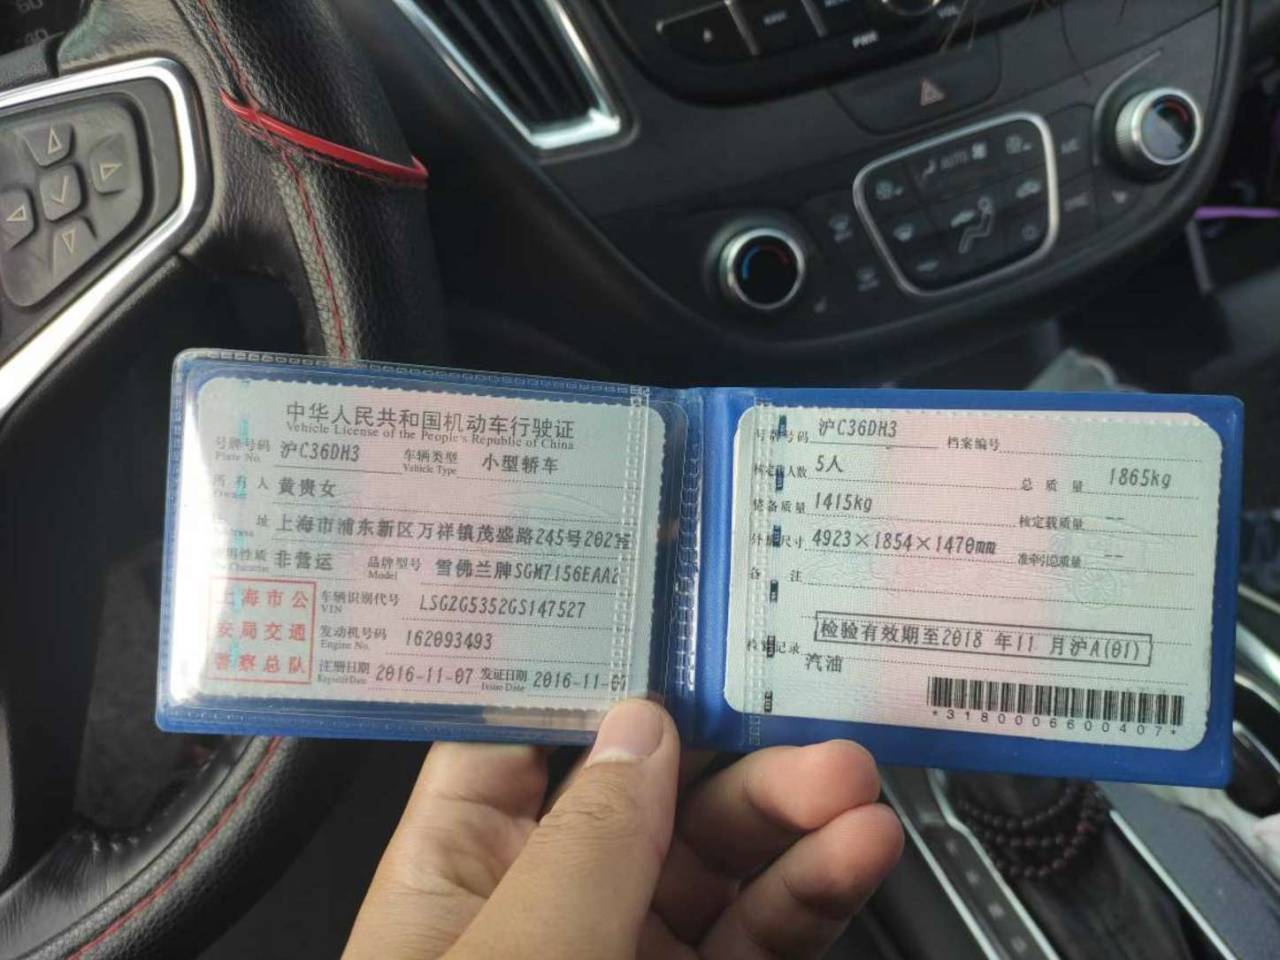 中华人民共和国机动车行驶证
Vehicle License of the People's Republic of China
号牌号码 沪C36DH3 车辆类型 小型轿车
Plate No. Vehicle Type
所有人 黄贵女
Owner
址 上海市浦东新区万祥镇茂盛路245号202室
用性质 非营运 品牌型号 雪佛兰牌SGM7156EAA2
Model
上海市公
安局交通
警察总队
车辆识别代号 LSGZG5352GS147527
VIN
发动机号码 162093493
Engine No.
注册日期 2016-11-07 发证日期 2016-11-07
Register Date Issue Date
号牌号码 沪C36DH3 档案编号
核定载人数 5人 总质量 1865kg
整备质量 1415kg 核定载质量 --
外廓尺寸 4923×1854×1470mm 准牵引总质量 --
备注
检验有效期至2018年11月沪A(01)
检验记录
汽油
*3180006600407*
AUTO